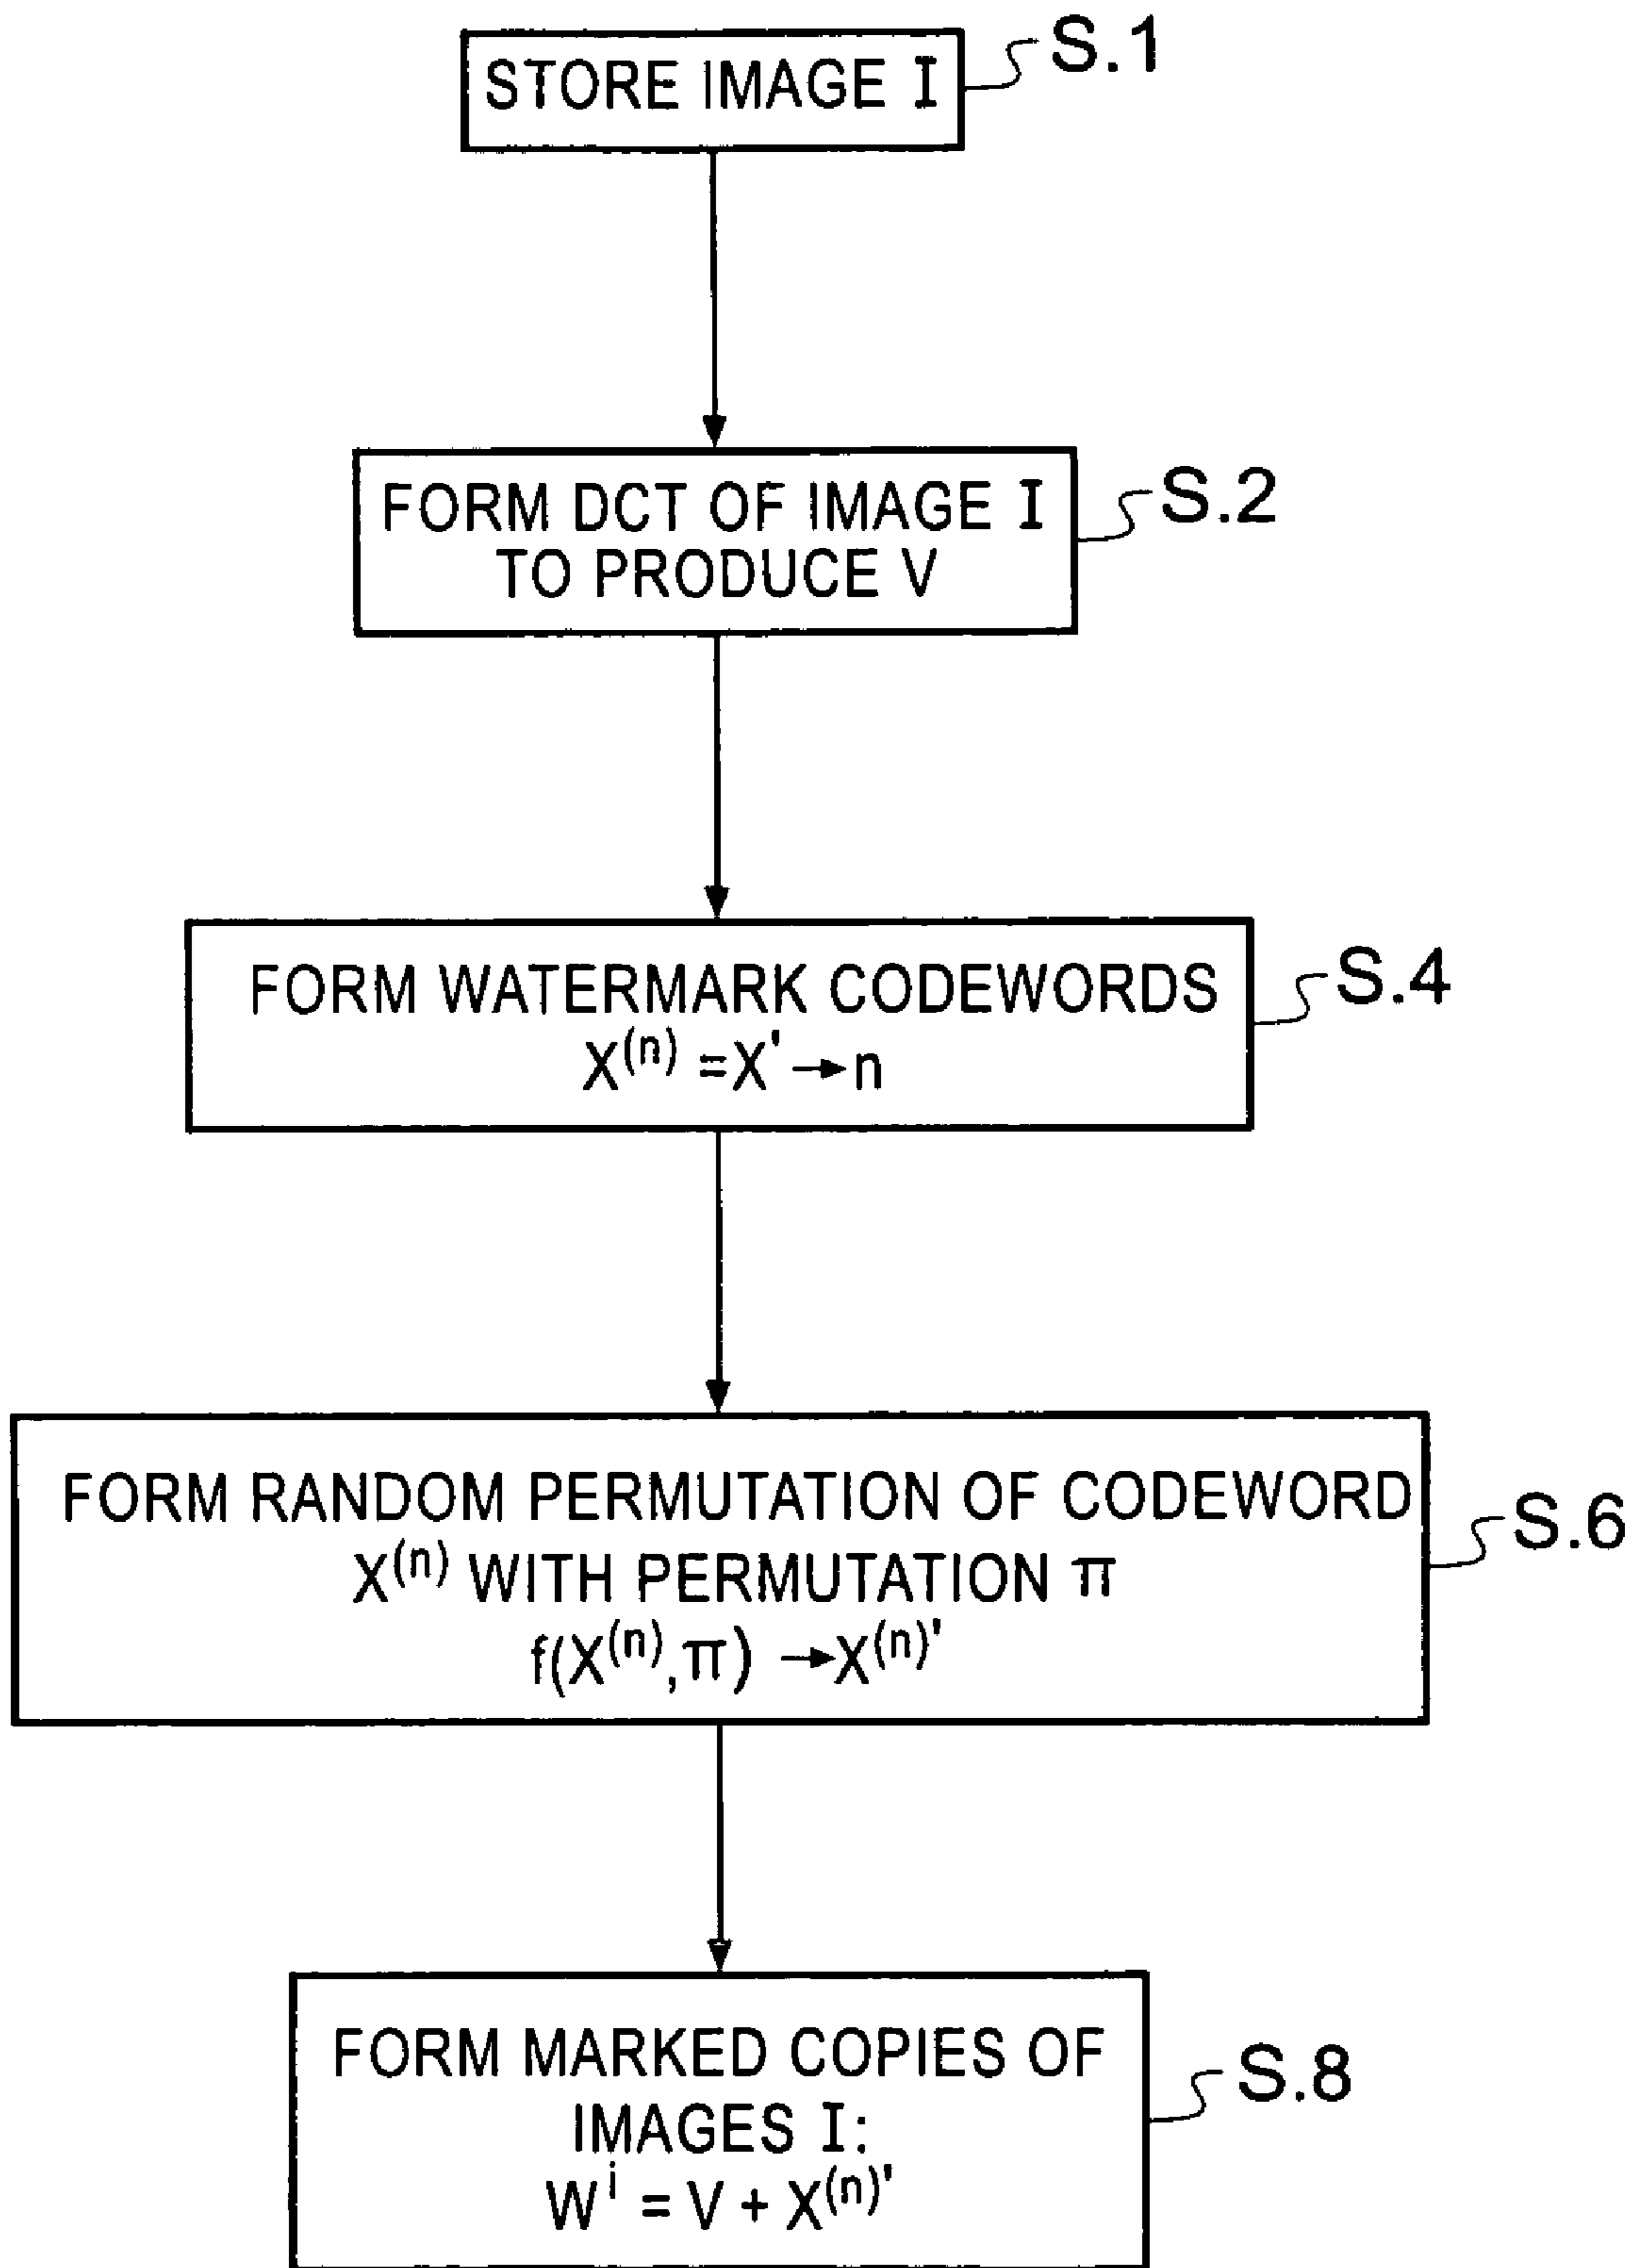 STORE IMAGE I
S.1
FORM DCT OF IMAGE I
TO PRODUCE V
S.2
FORM WATERMARK CODEWORDS
X⁽ⁿ⁾ = X' → n
S.4
FORM RANDOM PERMUTATION OF CODEWORD
X⁽ⁿ⁾ WITH PERMUTATION π
f(X⁽ⁿ⁾, π) → X⁽ⁿ⁾'
S.6
FORM MARKED COPIES OF
IMAGES I:
Wⁱ = V + X⁽ⁿ⁾'
S.8